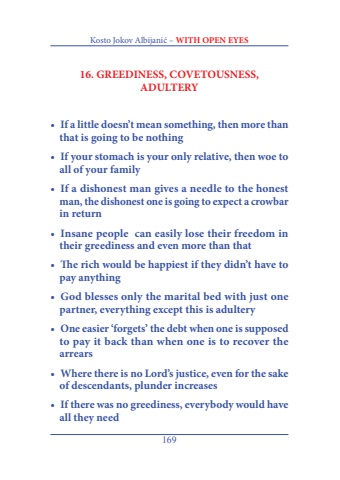 Kosto Jokov Albijanić – WITH OPEN EYES
16. GREEDINESS, COVETOUSNESS,
ADULTERY
• If a little doesn't mean something, then more than
that is going to be nothing
• If your stomach is your only relative, then woe to
all of your family
• If a dishonest man gives a needle to the honest
man, the dishonest one is going to expect a crowbar
in return
• Insane people can easily lose their freedom in
their greediness and even more than that
• The rich would be happiest if they didn't have to
pay anything
• God blesses only the marital bed with just one
partner, everything except this is adultery
• One easier 'forgets' the debt when one is supposed
to pay it back than when one is to recover the
arrears
• Where there is no Lord's justice, even for the sake
of descendants, plunder increases
• If there was no greediness, everybody would have
all they need
169